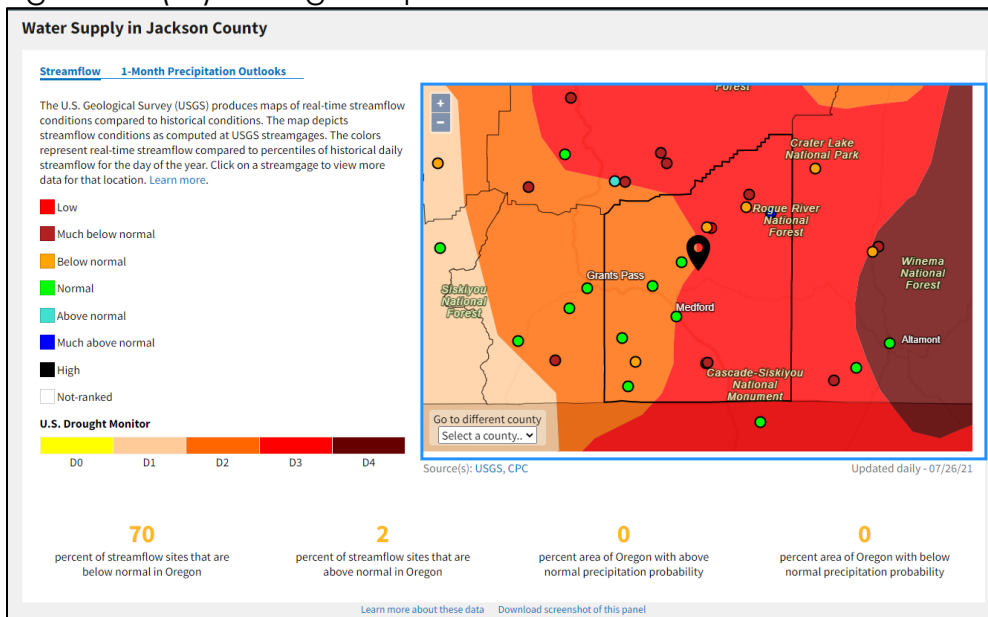 Water Supply in Jackson County
Streamflow 1-Month Precipitation Outlooks
The U.S. Geological Survey (USGS) produces maps of real-time streamflow
conditions compared to historical conditions. The map depicts
streamflow conditions as computed at USGS streamgages. The colors
represent real-time streamflow compared to percentiles of historical daily
streamflow for the day of the year. Click on a streamgage to view more
data for that location. Learn more.
Low
Much below normal
Below normal
Normal
Above normal
Much above normal
High
Not-ranked
U.S. Drought Monitor
D0 D1 D2 D3 D4
+
−
Forest
Crater Lake
National Park
Rogue River
National
Forest
Winema
National
Forest
Grants Pass
Siskiyou
National
Forest
Medford
Altamont
Cascade-Siskiyou
National
Monument
Go to different county
Select a county..
Source(s): USGS, CPC
Updated daily - 07/26/21
70
percent of streamflow sites that are
below normal in Oregon
2
percent of streamflow sites that are
above normal in Oregon
0
percent area of Oregon with above
normal precipitation probability
0
percent area of Oregon with below
normal precipitation probability
Learn more about these data Download screenshot of this panel